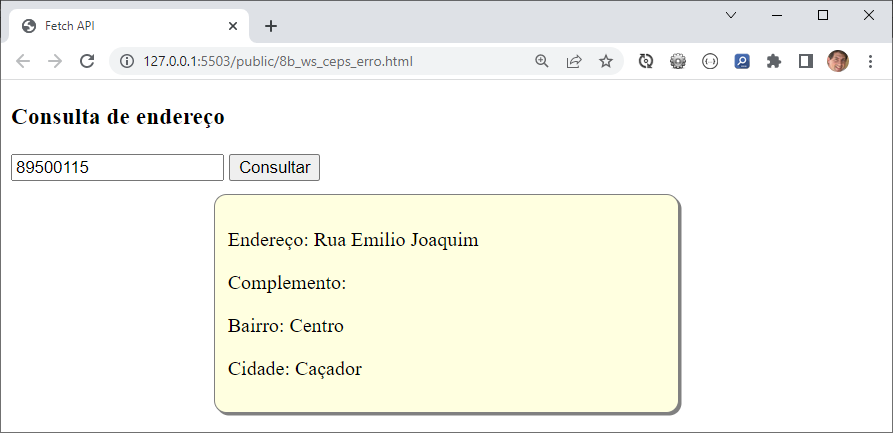 Fetch API
127.0.0.1:5503/public/8b_ws_ceps_erro.html
Consulta de endereço
89500115 Consultar
Endereço: Rua Emilio Joaquim
Complemento:
Bairro: Centro
Cidade: Caçador